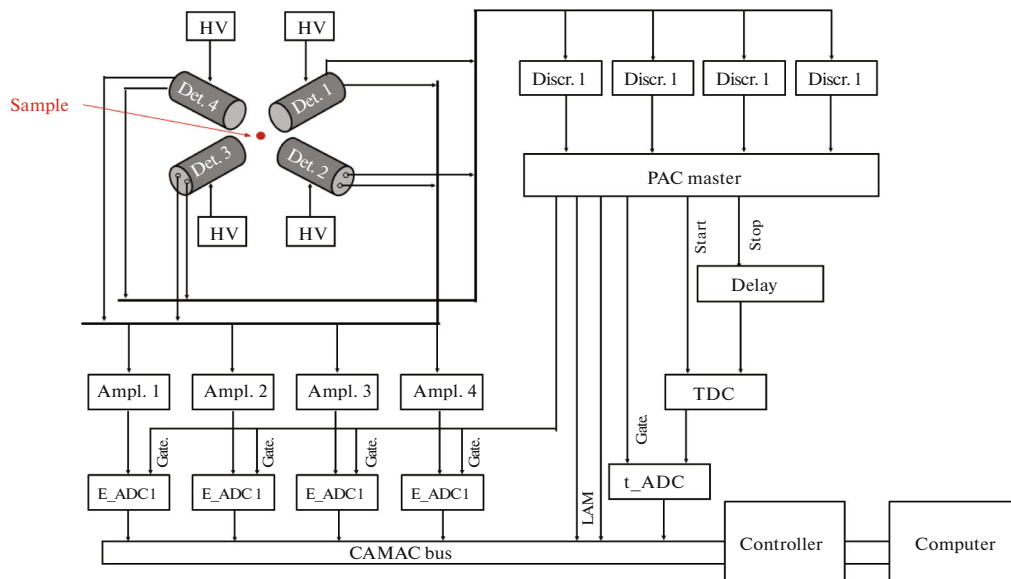 HV
HV
Discr. 1
Discr. 1
Discr. 1
Discr. 1
Det. 4
Det. 1
Sample
Det. 3
Det. 2
PAC master
HV
HV
Start
Stop
Delay
Ampl. 1
Ampl. 2
Ampl. 3
Ampl. 4
TDC
Gate.
Gate.
Gate.
Gate.
Gate.
E_ADC1
E_ADC1
E_ADC1
E_ADC1
t_ADC
LAM
CAMAC bus
Controller
Computer